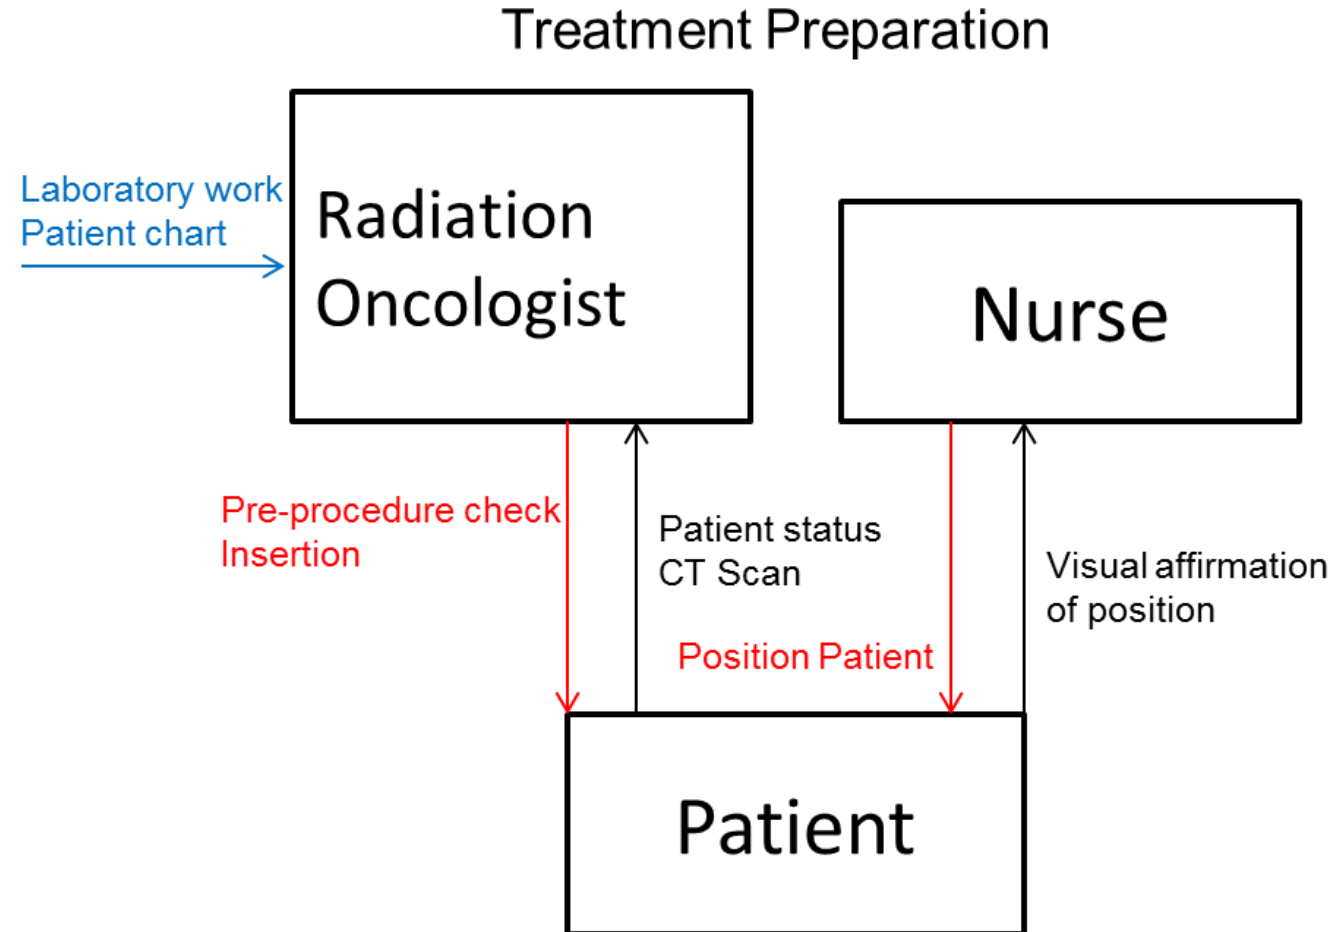 Treatment Preparation
Laboratory work
Patient chart
Radiation
Oncologist
Nurse
Pre-procedure check
Insertion
Patient status
CT Scan
Position Patient
Visual affirmation
of position
Patient